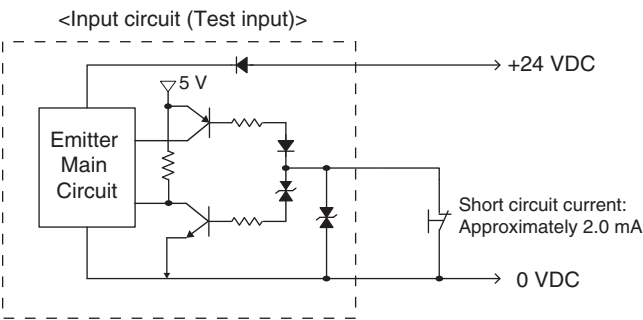 <Input circuit (Test input)>
+24 VDC
5 V
Emitter
Main
Circuit
Short circuit current:
Approximately 2.0 mA
0 VDC